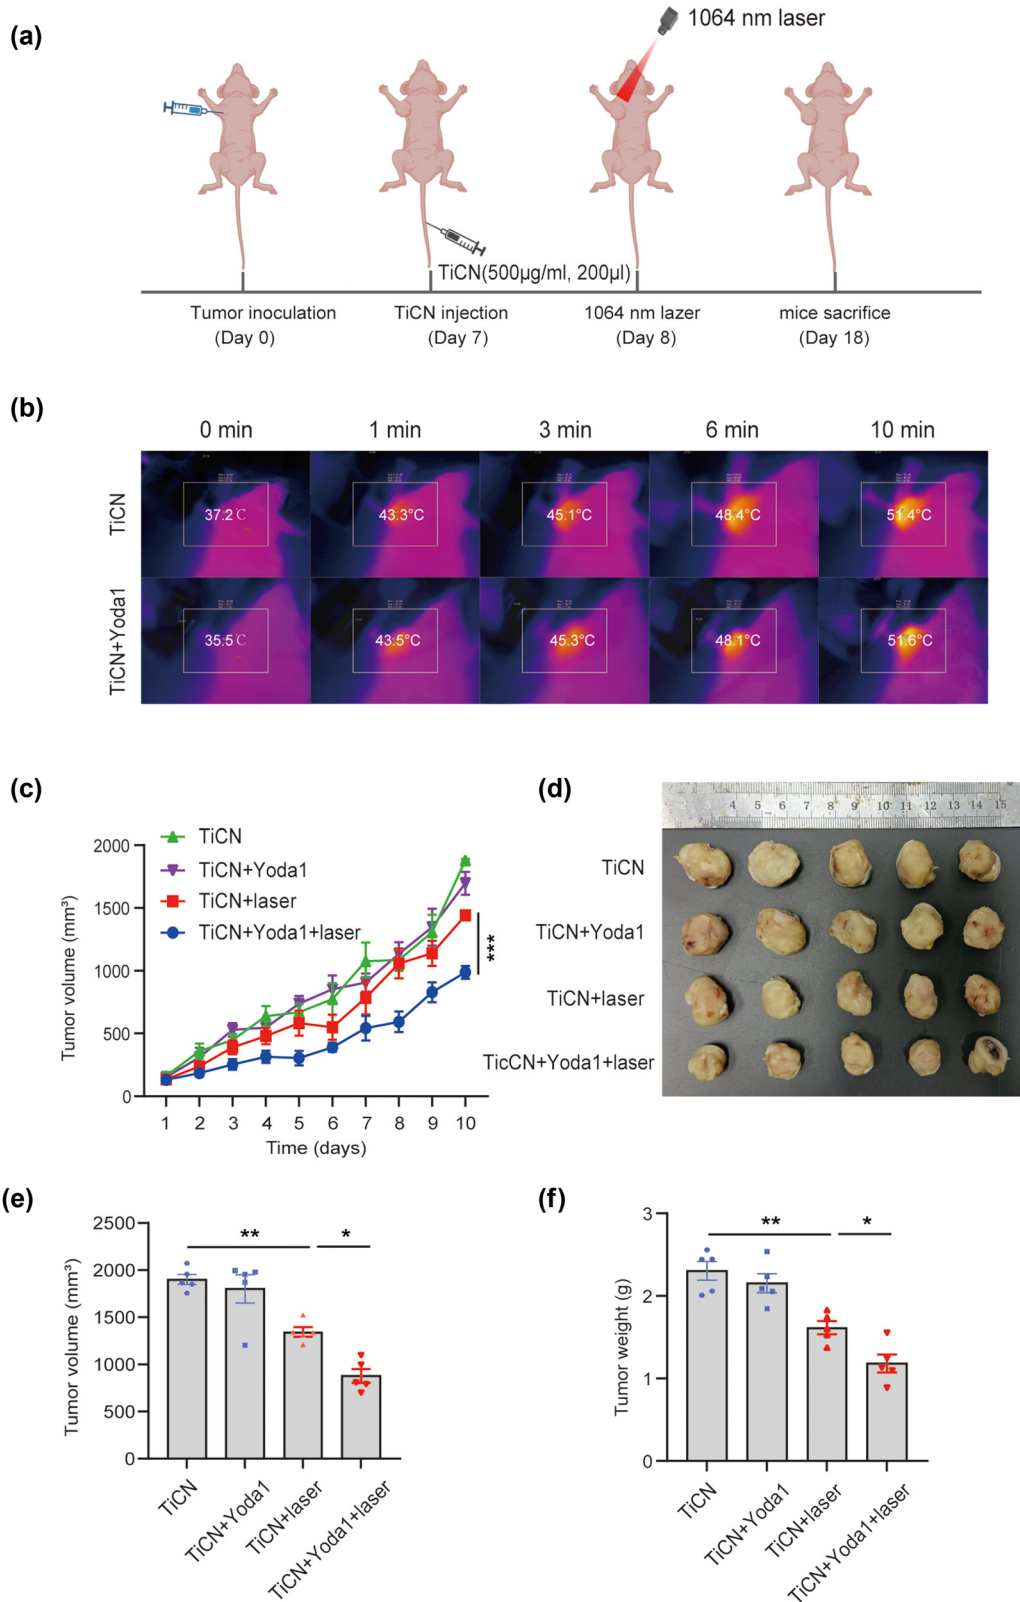 (a)
1064 nm laser
TiCN(500μg/ml, 200μl)
Tumor inoculation
(Day 0)
TiCN injection
(Day 7)
1064 nm lazer
(Day 8)
mice sacrifice
(Day 18)
(b)
0 min 1 min 3 min 6 min 10 min
TiCN
37.2℃ 43.3°C 45.1°C 48.4°C 51.4°C
TiCN+Yoda1
35.5℃ 43.5°C 45.3°C 48.1°C 51.6°C
(c)
TiCN
TiCN+Yoda1
TiCN+laser
TiCN+Yoda1+laser
Tumor volume (mm³)
2000
1500
1000
500
0
***
1 2 3 4 5 6 7 8 9 10
Time (days)
(d)
4 5 6 7 8 9 10 11 12 13 14 15
TiCN
TiCN+Yoda1
TiCN+laser
TicCN+Yoda1+laser
(e)
Tumor volume (mm³)
2500
2000
1500
1000
500
0
** *
TiCN
TiCN+Yoda1
TiCN+laser
TiCN+Yoda1+laser
(f)
Tumor weight (g)
3
2
1
0
** *
TiCN
TiCN+Yoda1
TiCN+laser
TiCN+Yoda1+laser